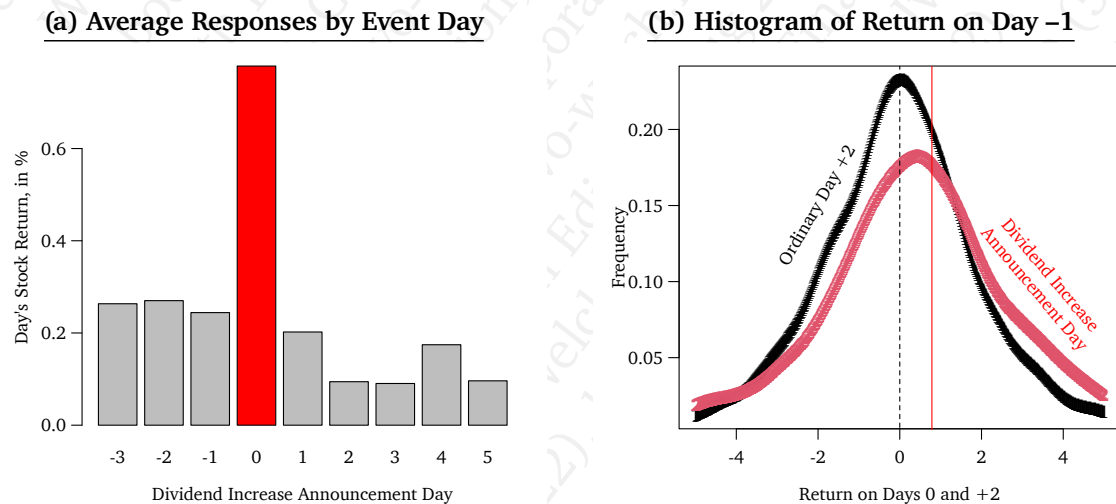 (a) Average Responses by Event Day
Day's Stock Return, in %
0.6
0.4
0.2
0.0
-3 -2 -1 0 1 2 3 4 5
Dividend Increase Announcement Day
(b) Histogram of Return on Day −1
Frequency
0.20
0.15
0.10
0.05
Ordinary Day +2
Dividend Increase
Announcement Day
-4 -2 0 2 4
Return on Days 0 and +2